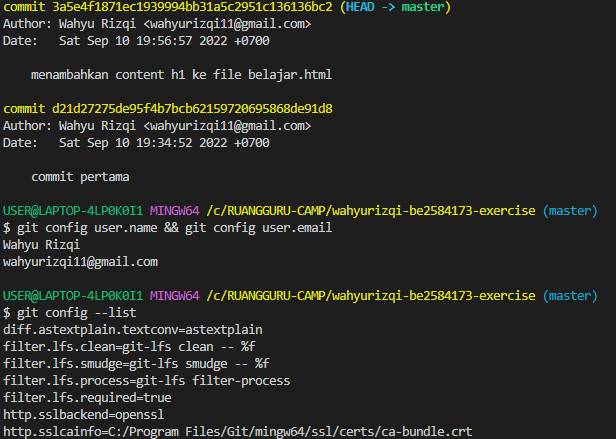 commit 3a5e4f1871ec1939994bb31a5c2951c136136bc2 (HEAD -> master)
Author: Wahyu Rizqi <wahyurizqi11@gmail.com>
Date:   Sat Sep 10 19:56:57 2022 +0700
    menambahkan content h1 ke file belajar.html
commit d21d27275de95f4b7bcb62159720695868de91d8
Author: Wahyu Rizqi <wahyurizqi11@gmail.com>
Date:   Sat Sep 10 19:34:52 2022 +0700
    commit pertama
USER@LAPTOP-4LP0K0I1 MINGW64 /c/RUANGGURU-CAMP/wahyurizqi-be2584173-exercise (master)
$ git config user.name && git config user.email
Wahyu Rizqi
wahyurizqi11@gmail.com
USER@LAPTOP-4LP0K0I1 MINGW64 /c/RUANGGURU-CAMP/wahyurizqi-be2584173-exercise (master)
$ git config --list
diff.astextplain.textconv=astextplain
filter.lfs.clean=git-lfs clean -- %f
filter.lfs.smudge=git-lfs smudge -- %f
filter.lfs.process=git-lfs filter-process
filter.lfs.required=true
http.sslbackend=openssl
http.sslcainfo=C:/Program Files/Git/mingw64/ssl/certs/ca-bundle.crt